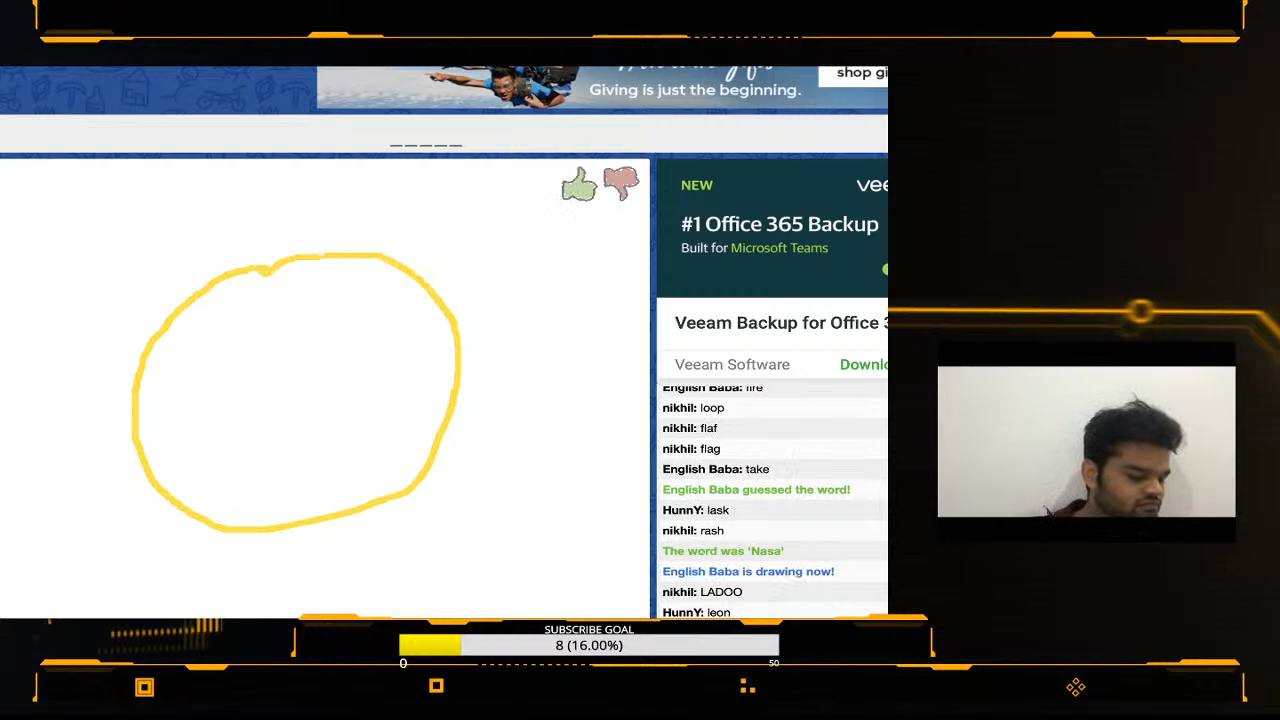 shop gi
Giving is just the beginning.
_____
NEW
vee
#1 Office 365 Backup
Built for Microsoft Teams
Veeam Backup for Office 3
Veeam Software
Downlo
English Baba: fire
nikhil: loop
nikhil: flaf
nikhil: flag
English Baba: take
English Baba guessed the word!
HunnY: lask
nikhil: rash
The word was 'Nasa'
English Baba is drawing now!
nikhil: LADOO
HunnY: leon
SUBSCRIBE GOAL
8 (16.00%)
0
50